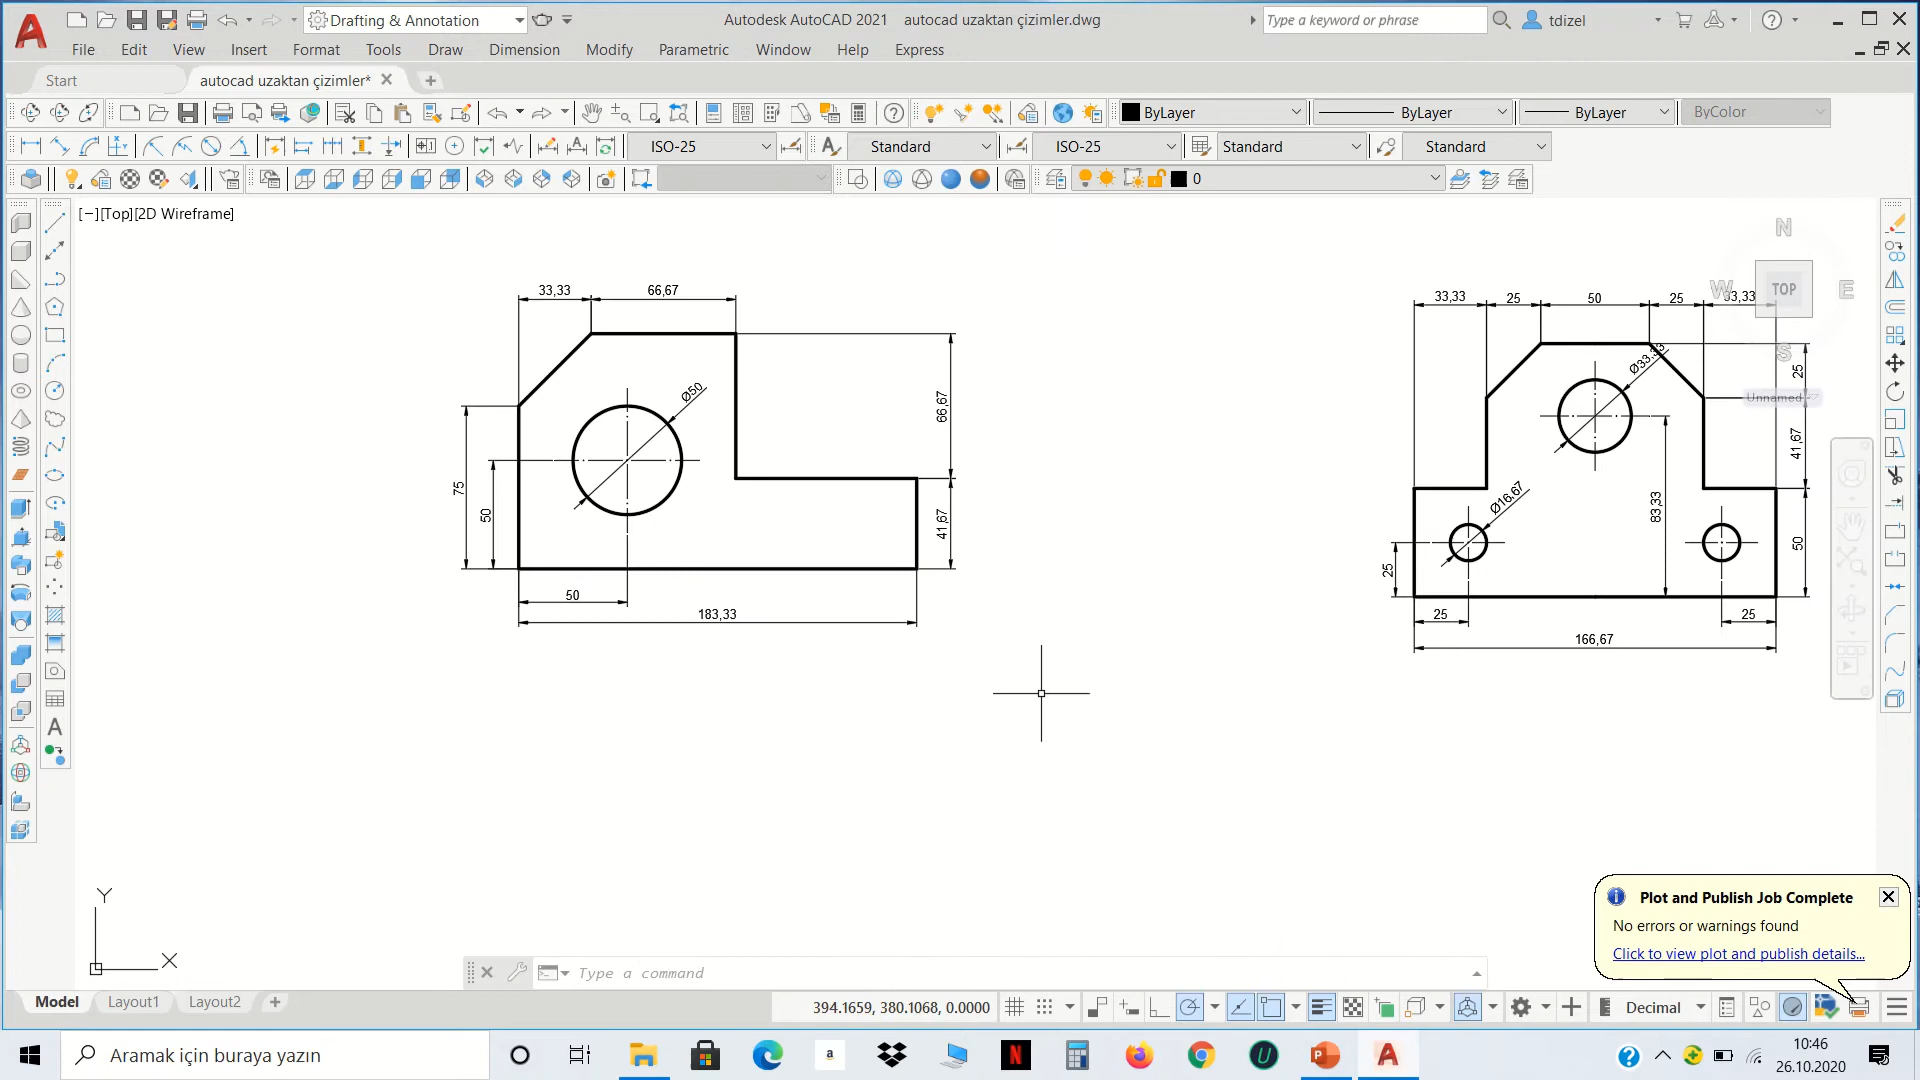 Drafting & Annotation
Autodesk AutoCAD 2021 autocad uzaktan çizimler.dwg
Type a keyword or phrase
tdizel
File Edit View Insert Format Tools Draw Dimension Modify Parametric Window Help Express
Start
autocad uzaktan çizimler*
ByLayer
ByLayer
ByLayer
ByColor
ISO-25
Standard
ISO-25
Standard
Standard
0
[−][Top][2D Wireframe]
N
W
TOP
E
S
Unnamed
33,33
66,67
Ø50
66,67
75
50
41,67
50
183,33
33,33
25
50
25
33,33
Ø33,33
25
41,67
Ø16,67
83,33
50
25
25
25
166,67
Y
X
Plot and Publish Job Complete
No errors or warnings found
Click to view plot and publish details...
Type a command
Model
Layout1
Layout2
394.1659, 380.1068, 0.0000
Decimal
Aramak için buraya yazın
10:46
26.10.2020